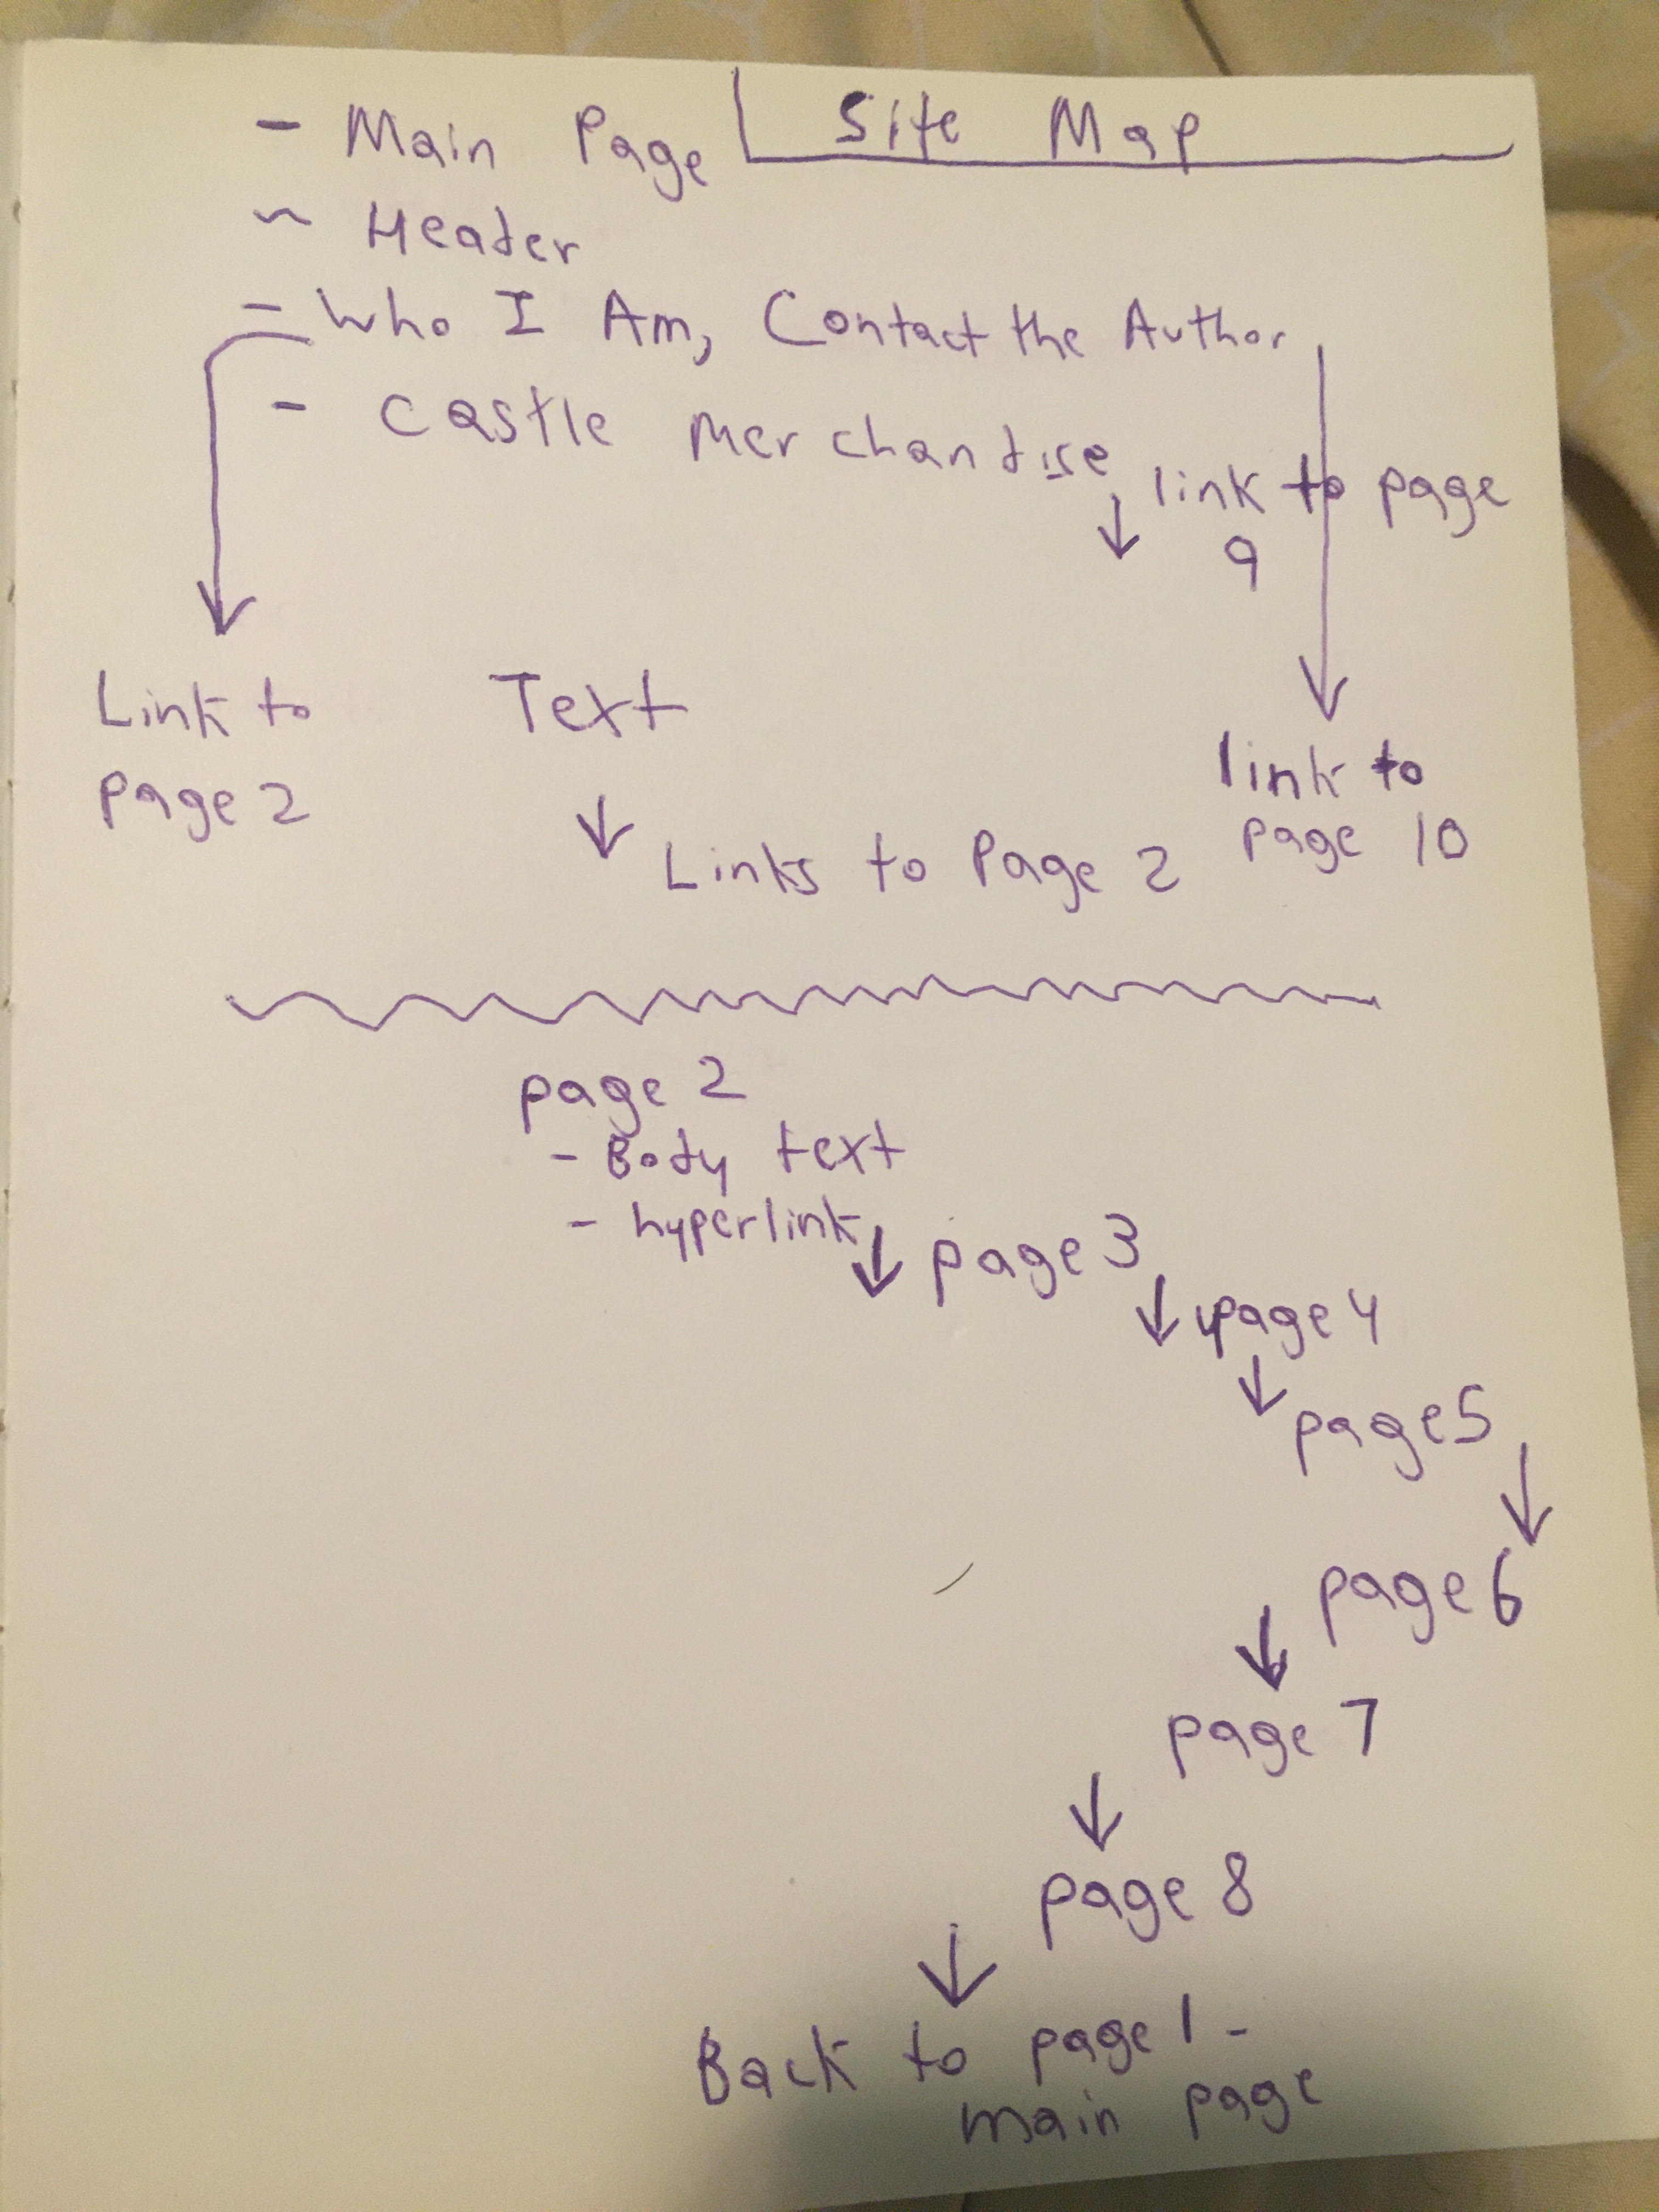 Site Map
- Main Page
~ Header
- Who I Am, Contact the Author
- Castle Merchandise
↓ link to page
9
Link to
page 2
Text
↓ Links to Page 2
link to
page 10
page 2
- Body text
- hyperlink
↓ page 3
↓ page 4
↓ page 5
↓
page 6
↓
page 7
↓
page 8
↓
Back to page 1 -
main page